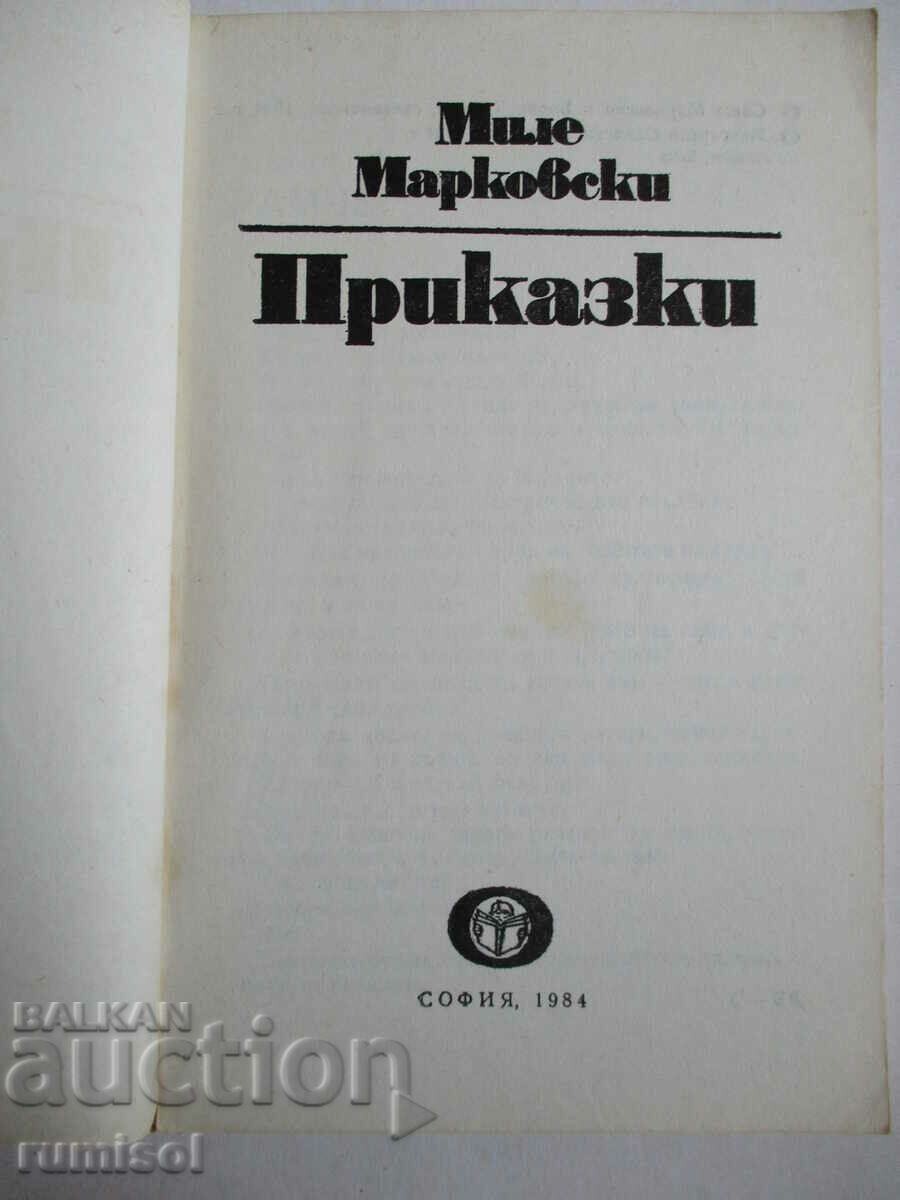 Миле
Марковски
Приказки
СОФИЯ, 1984
BALKAN
auction
rumisol